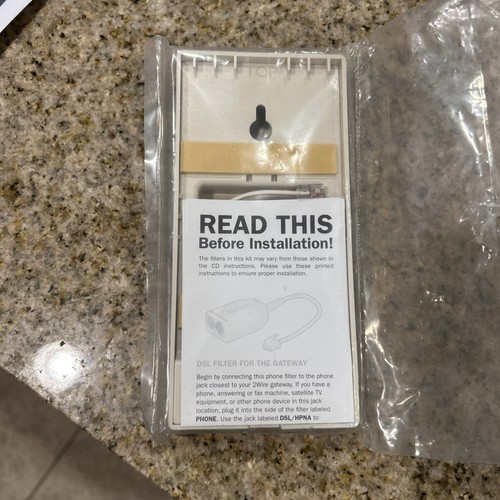 TOP
READ THIS
Before Installation!
The filters in this kit may vary from those shown in
the CD instructions. Please use these printed
instructions to ensure proper installation.
DSL FILTER FOR THE GATEWAY
Begin by connecting this phone filter to the phone
jack closest to your 2Wire gateway. If you have a
phone, answering or fax machine, satellite TV
equipment, or other phone device in this jack
location, plug it into the side of the filter labeled
PHONE. Use the jack labeled DSL/HPNA to